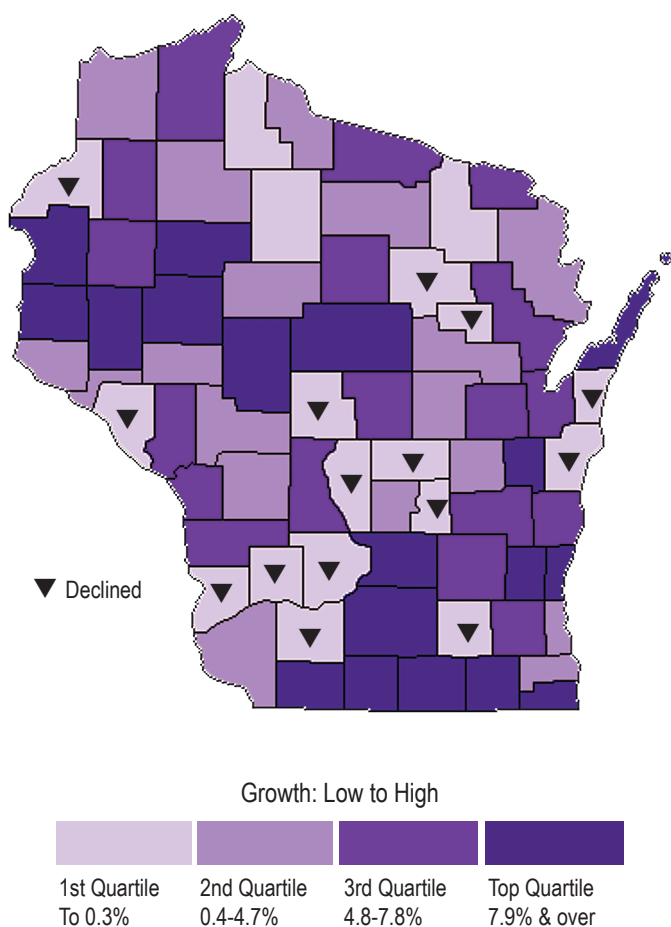 Declined
Growth: Low to High
1st Quartile
To 0.3%
2nd Quartile
0.4-4.7%
3rd Quartile
4.8-7.8%
Top Quartile
7.9% & over